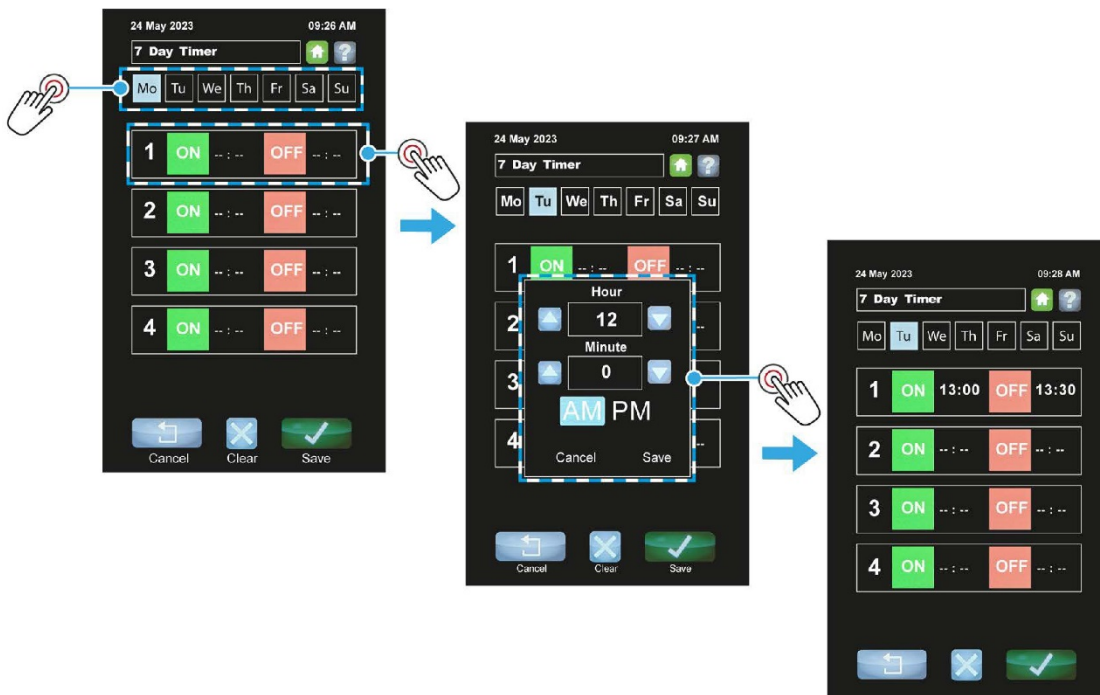 24 May 2023 09:26 AM
7 Day Timer ?
Mo Tu We Th Fr Sa Su
1 ON --:-- OFF --:--
2 ON --:-- OFF --:--
3 ON --:-- OFF --:--
4 ON --:-- OFF --:--
Cancel Clear Save
24 May 2023 09:27 AM
7 Day Timer ?
Mo Tu We Th Fr Sa Su
1 ON --:-- OFF --:--
Hour
2 12 --
Minute
3 0 --
AM PM
4 --
Cancel Save
Cancel Clear Save
24 May 2023 09:28 AM
7 Day Timer ?
Mo Tu We Th Fr Sa Su
1 ON 13:00 OFF 13:30
2 ON --:-- OFF --:--
3 ON --:-- OFF --:--
4 ON --:-- OFF --:--